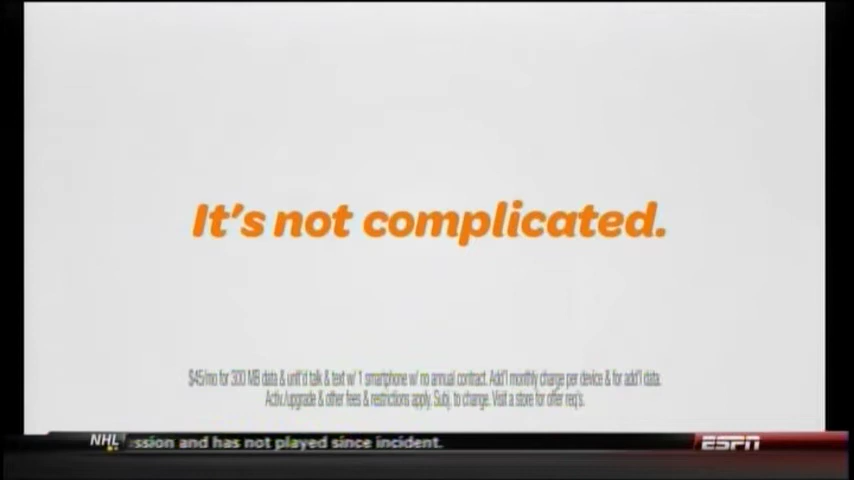 It's not complicated.
$45/mo for 300 MB data & unlt'd talk & text w/ 1 smartphone w/ no annual contract. Add'l monthly charge per device & for add'l data.
Activ./upgrade & other fees & restrictions apply. Subj. to change. Visit a store for offer req's.
NHL ssion and has not played since incident. ESPN